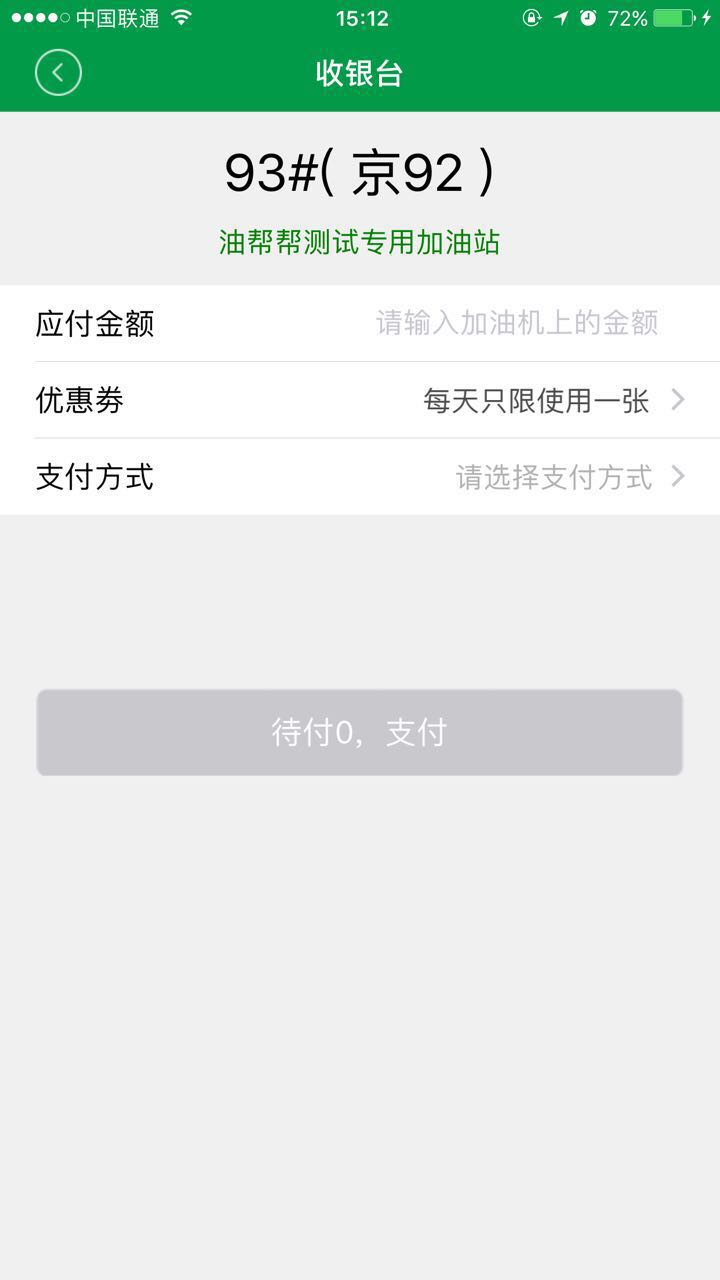 中国联通 15:12 72%
收银台
93#( 京92 )
油帮帮测试专用加油站
应付金额 请输入加油机上的金额
优惠券 每天只限使用一张
支付方式 请选择支付方式
待付0，支付